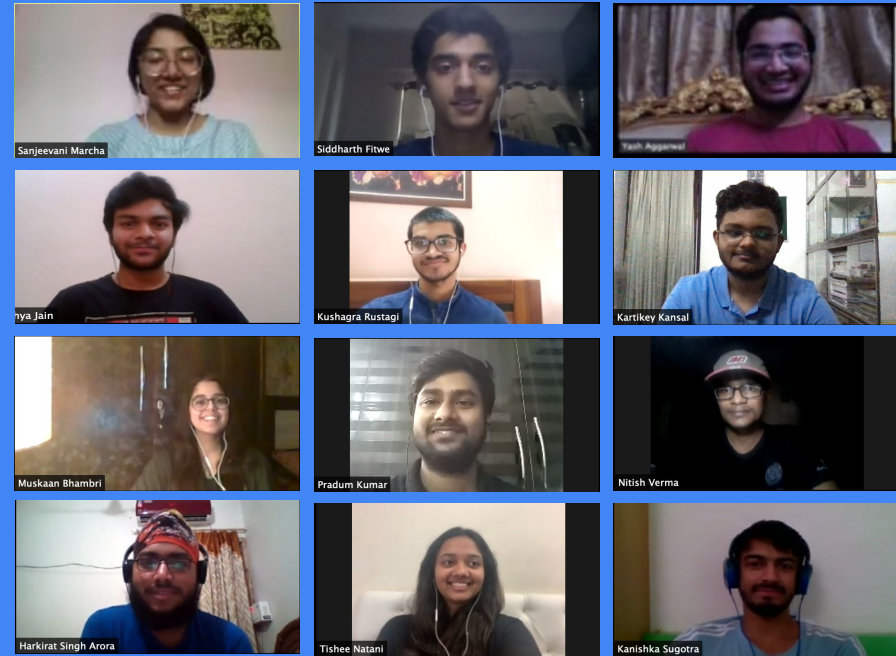 Sanjeevani Marcha
Siddharth Fitwe
Yash Aggarwal
nya Jain
Kushagra Rustagi
Kartikey Kansal
Muskaan Bhambri
Pradum Kumar
Nitish Verma
Harkirat Singh Arora
Tishee Natani
Kanishka Sugotra